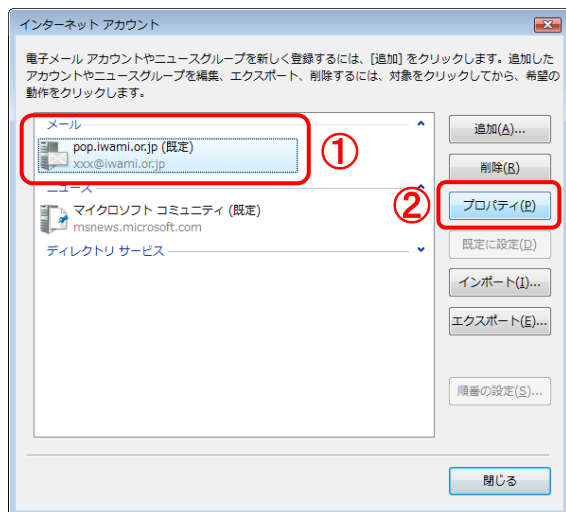 インターネット アカウント
電子メール アカウントやニュースグループを新しく登録するには、[追加] をクリックします。追加した
アカウントやニュースグループを編集、エクスポート、削除するには、対象をクリックしてから、希望の
動作をクリックします。
メール
pop.iwami.or.jp (既定)
xxx@iwami.or.jp
①
ニュース
マイクロソフト コミュニティ (既定)
msnews.microsoft.com
ディレクトリ サービス
追加(A)...
削除(R)
②
プロパティ(P)
既定に設定(D)
インポート(I)...
エクスポート(E)...
順番の設定(S)...
閉じる